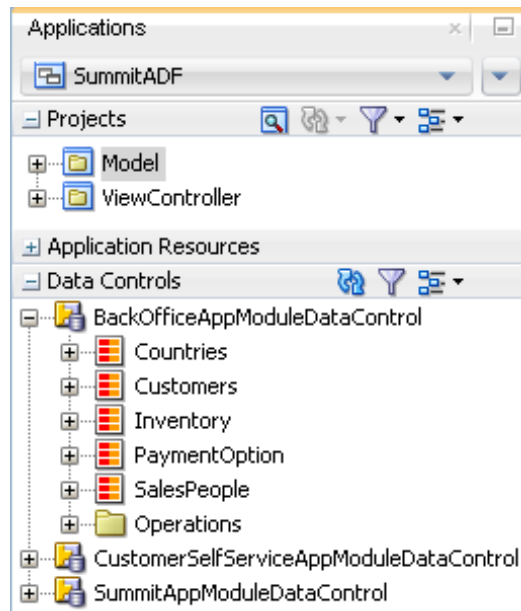 Applications
SummitADF
Projects
Model
ViewController
Application Resources
Data Controls
BackOfficeAppModuleDataControl
Countries
Customers
Inventory
PaymentOption
SalesPeople
Operations
CustomerSelfServiceAppModuleDataControl
SummitAppModuleDataControl